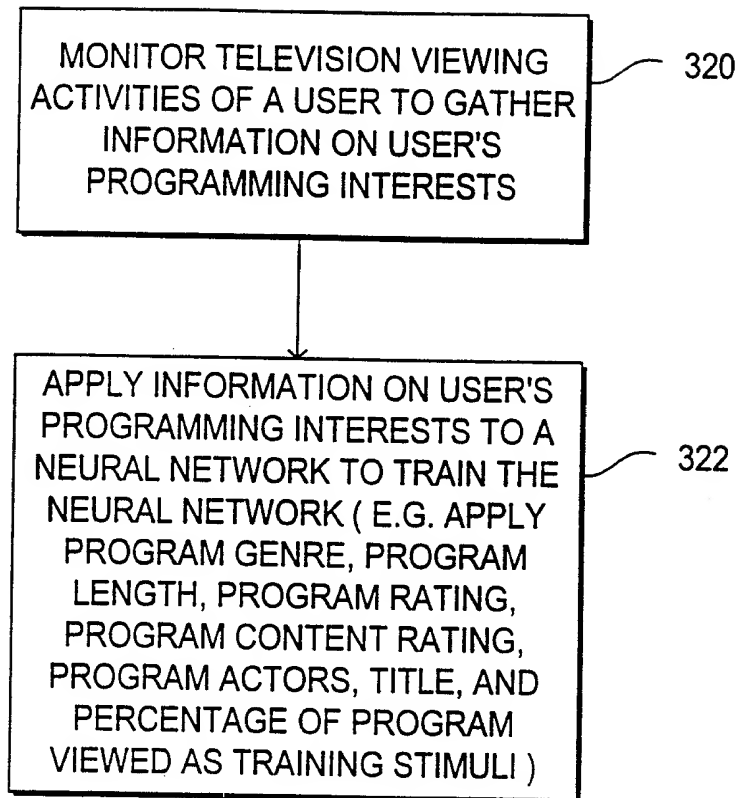 MONITOR TELEVISION VIEWING
ACTIVITIES OF A USER TO GATHER
INFORMATION ON USER'S
PROGRAMMING INTERESTS
320
APPLY INFORMATION ON USER'S
PROGRAMMING INTERESTS TO A
NEURAL NETWORK TO TRAIN THE
NEURAL NETWORK ( E.G. APPLY
PROGRAM GENRE, PROGRAM
LENGTH, PROGRAM RATING,
PROGRAM CONTENT RATING,
PROGRAM ACTORS, TITLE, AND
PERCENTAGE OF PROGRAM
VIEWED AS TRAINING STIMULI )
322